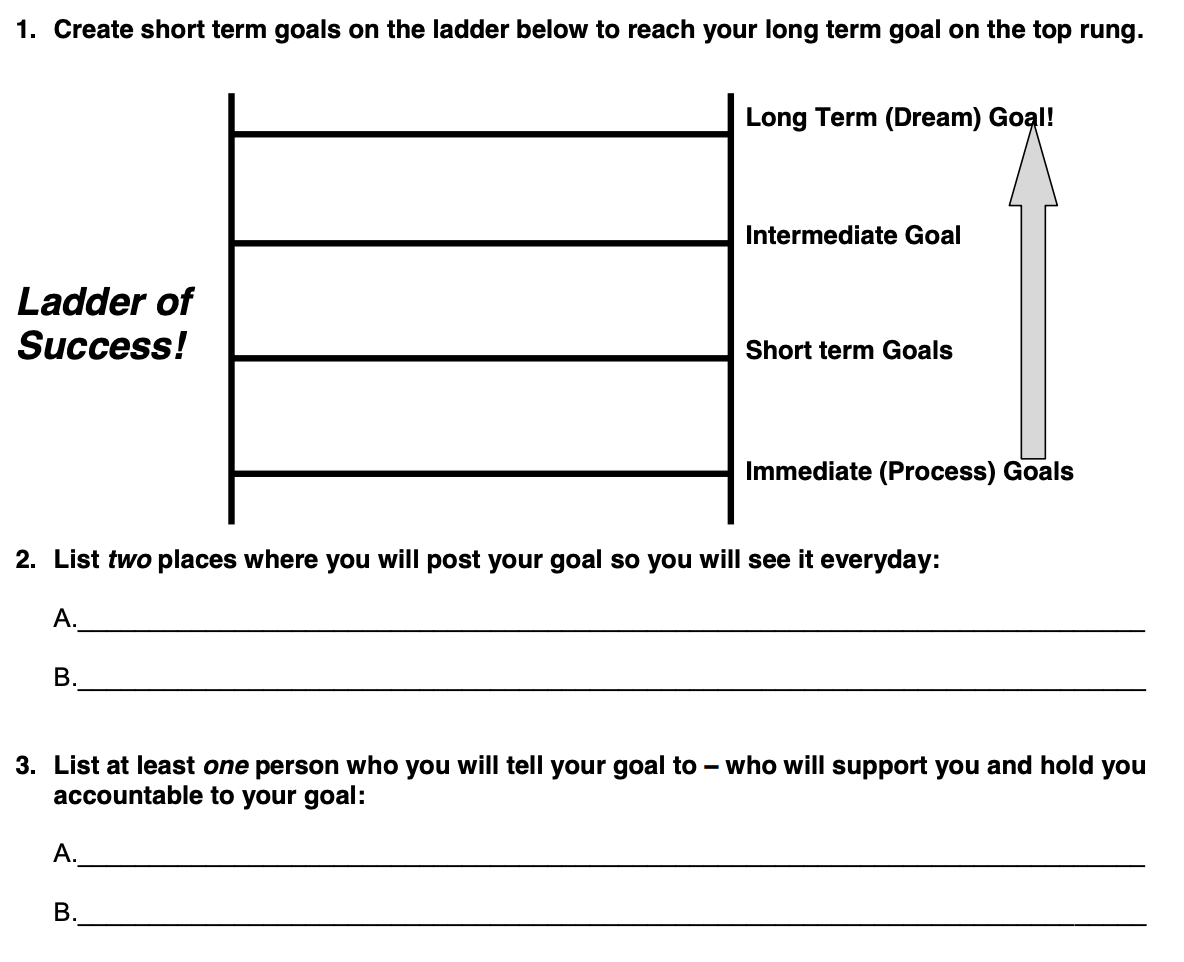 1. Create short term goals on the ladder below to reach your long term goal on the top rung.
Long Term (Dream) Goal!
Intermediate Goal
Ladder of
Success!
Short term Goals
Immediate (Process) Goals
2. List two places where you will post your goal so you will see it everyday:
A.
B.
3. List at least one person who you will tell your goal to – who will support you and hold you
accountable to your goal:
A.
B.